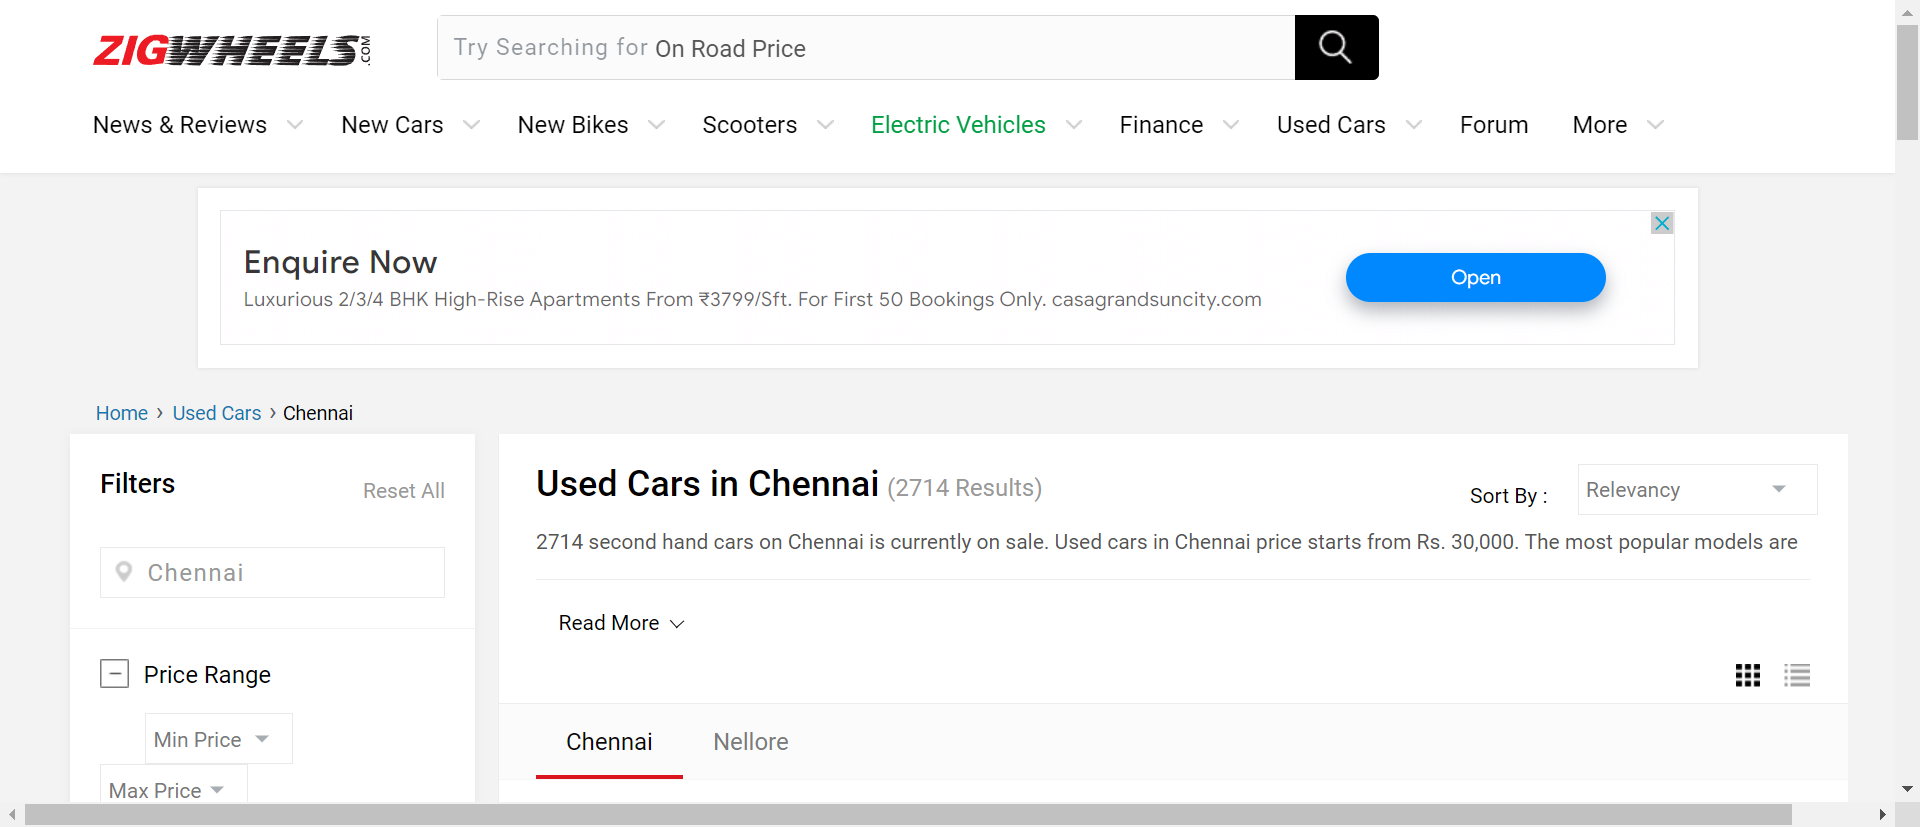 ZIGWHEELS.COM
Try Searching for On Road Price
News & Reviews New Cars New Bikes Scooters Electric Vehicles Finance Used Cars Forum More
Enquire Now
Luxurious 2/3/4 BHK High-Rise Apartments From ₹3799/Sft. For First 50 Bookings Only. casagrandsuncity.com
Open
Home › Used Cars › Chennai
Filters
Reset All
Chennai
Price Range
Min Price
Max Price
Used Cars in Chennai (2714 Results)
Sort By :
Relevancy
2714 second hand cars on Chennai is currently on sale. Used cars in Chennai price starts from Rs. 30,000. The most popular models are
Read More
Chennai Nellore